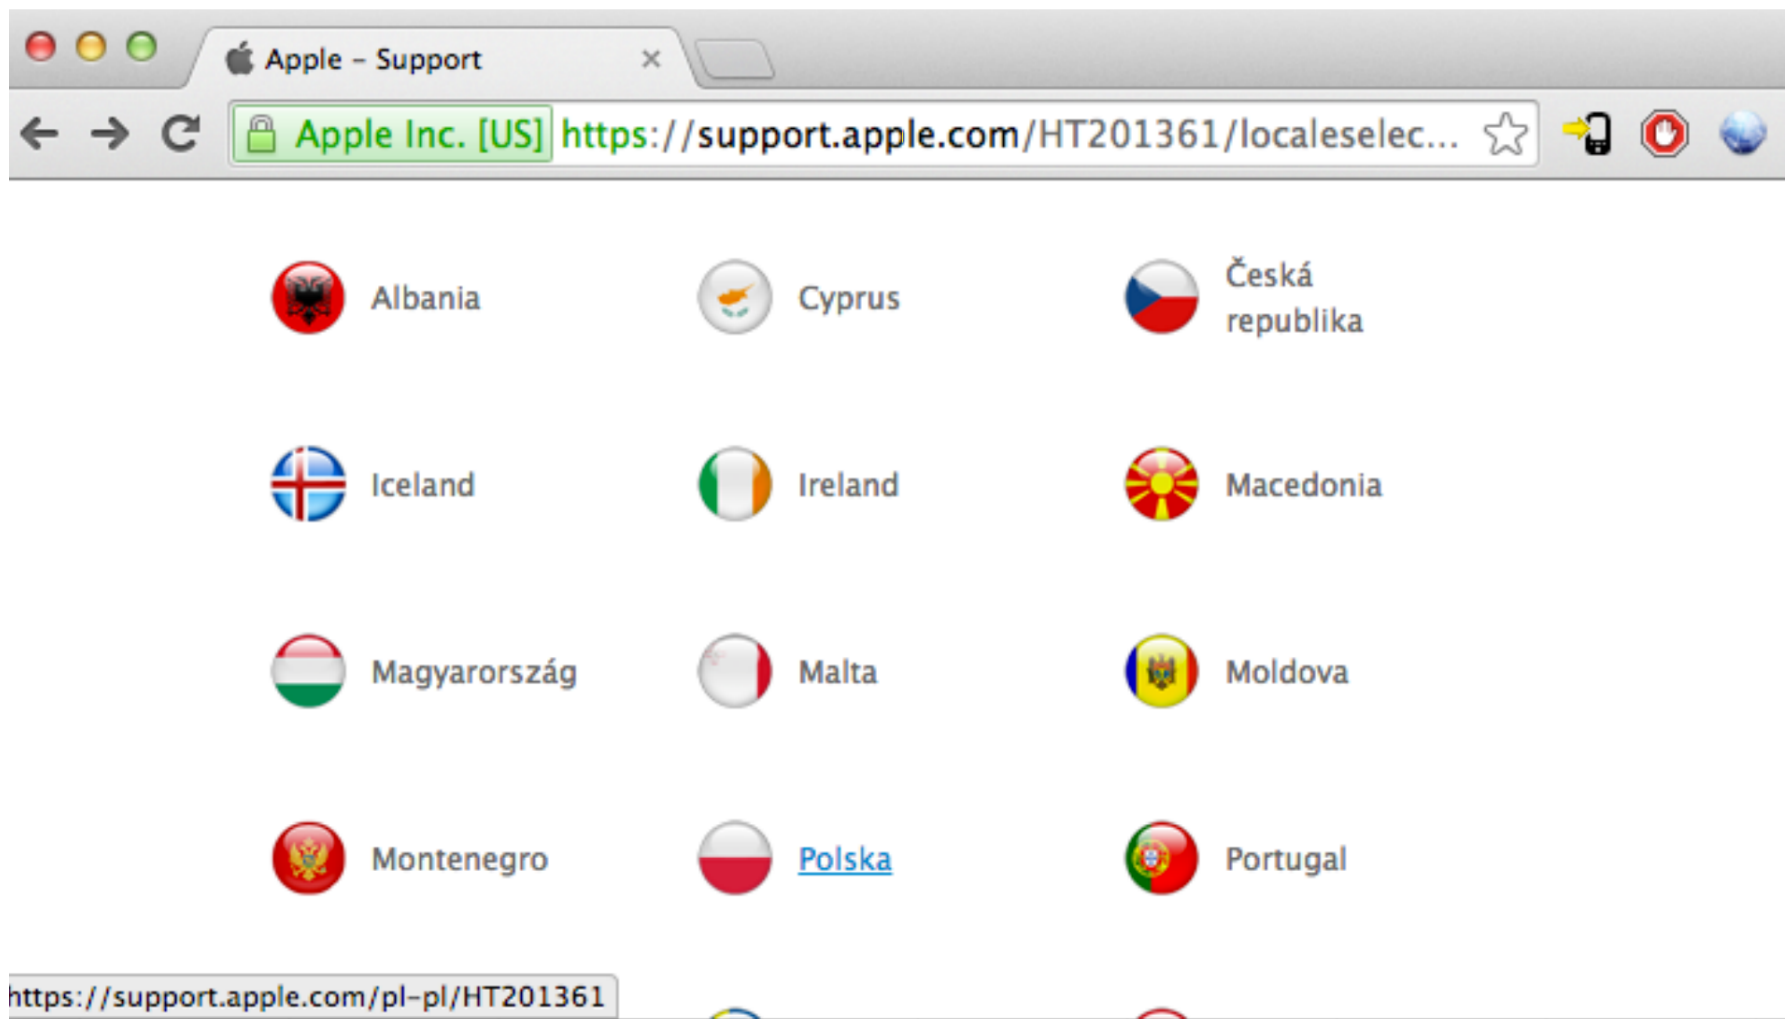 Apple – Support
Apple Inc. [US] https://support.apple.com/HT201361/localeselec...
Albania
Cyprus
Česká
republika
Iceland
Ireland
Macedonia
Magyarország
Malta
Moldova
Montenegro
Polska
Portugal
https://support.apple.com/pl-pl/HT201361